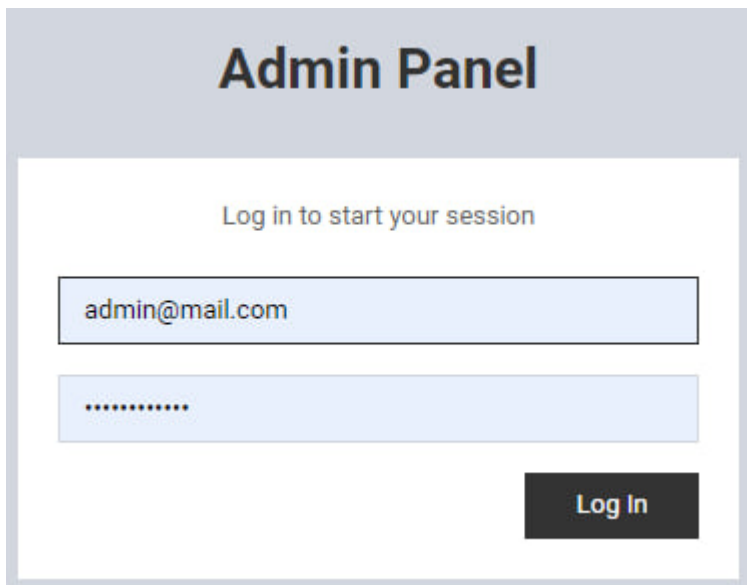 Admin Panel
Log in to start your session
admin@mail.com
••••••••••••
Log In